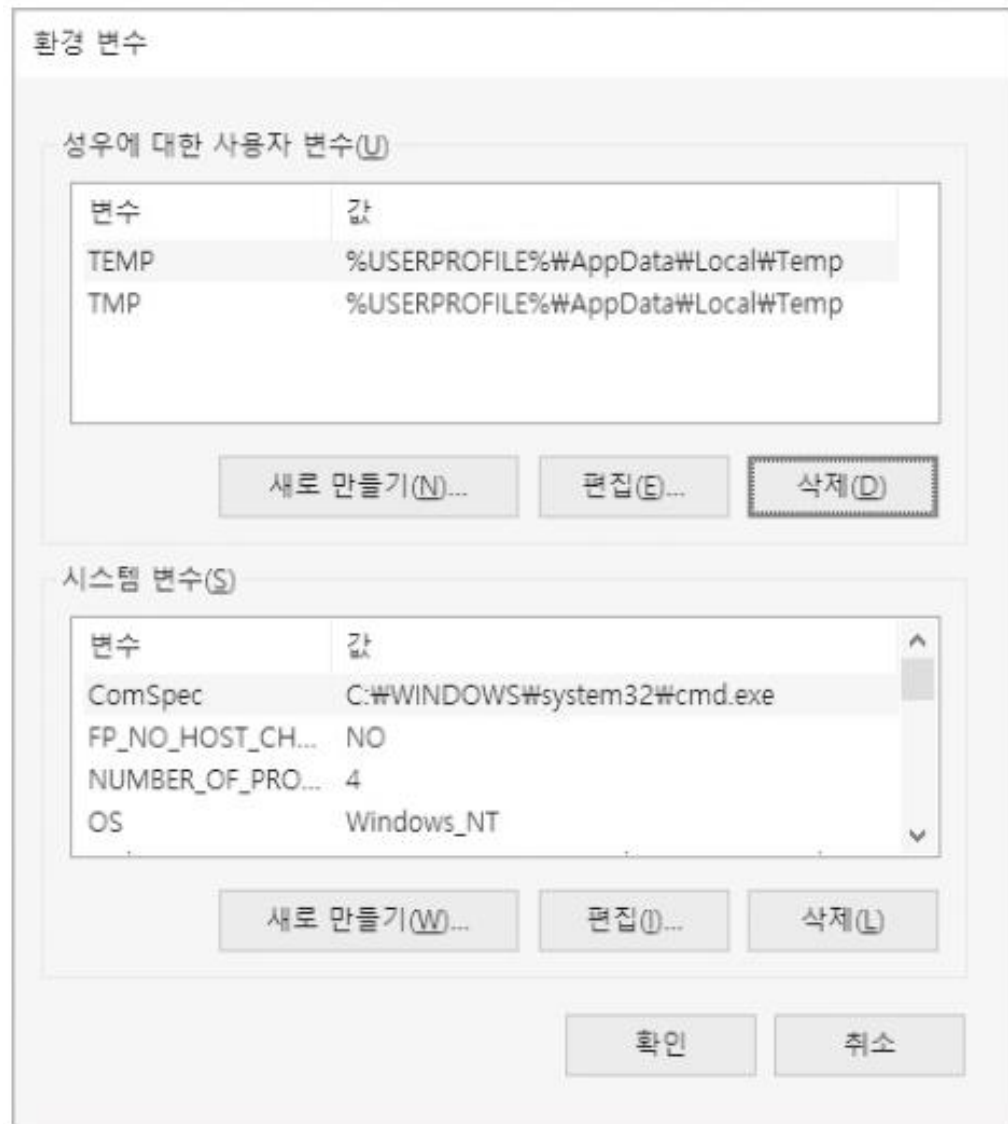 환경 변수
성우에 대한 사용자 변수(U)
변수 값
TEMP %USERPROFILE%₩AppData₩Local₩Temp
TMP %USERPROFILE%₩AppData₩Local₩Temp
새로 만들기(N)... 편집(E)... 삭제(D)
시스템 변수(S)
변수 값
ComSpec C:₩WINDOWS₩system32₩cmd.exe
FP_NO_HOST_CH... NO
NUMBER_OF_PRO... 4
OS Windows_NT
새로 만들기(W)... 편집(I)... 삭제(L)
확인 취소